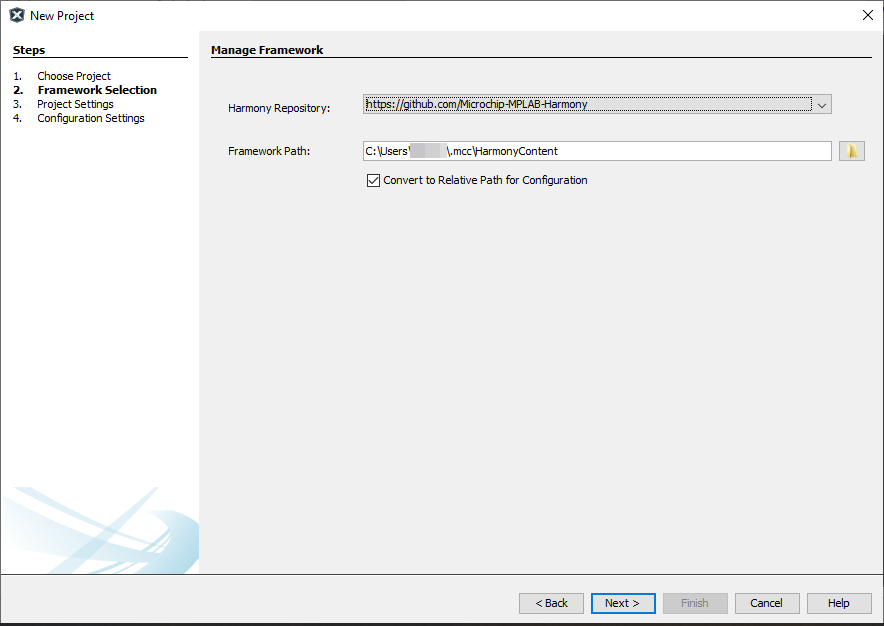 New Project
Steps
1. Choose Project
2. Framework Selection
3. Project Settings
4. Configuration Settings
Manage Framework
Harmony Repository: https://github.com/Microchip-MPLAB-Harmony
Framework Path: C:\Users\ \.mcc\HarmonyContent
Convert to Relative Path for Configuration
< Back Next > Finish Cancel Help